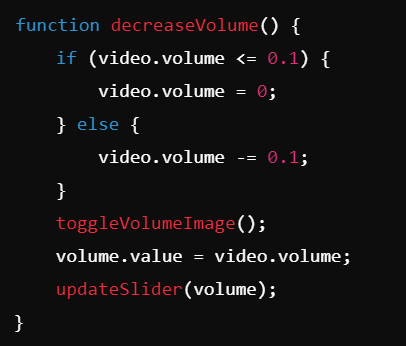 function decreaseVolume() {
    if (video.volume <= 0.1) {
        video.volume = 0;
    } else {
        video.volume -= 0.1;
    }
    toggleVolumeImage();
    volume.value = video.volume;
    updateSlider(volume);
}